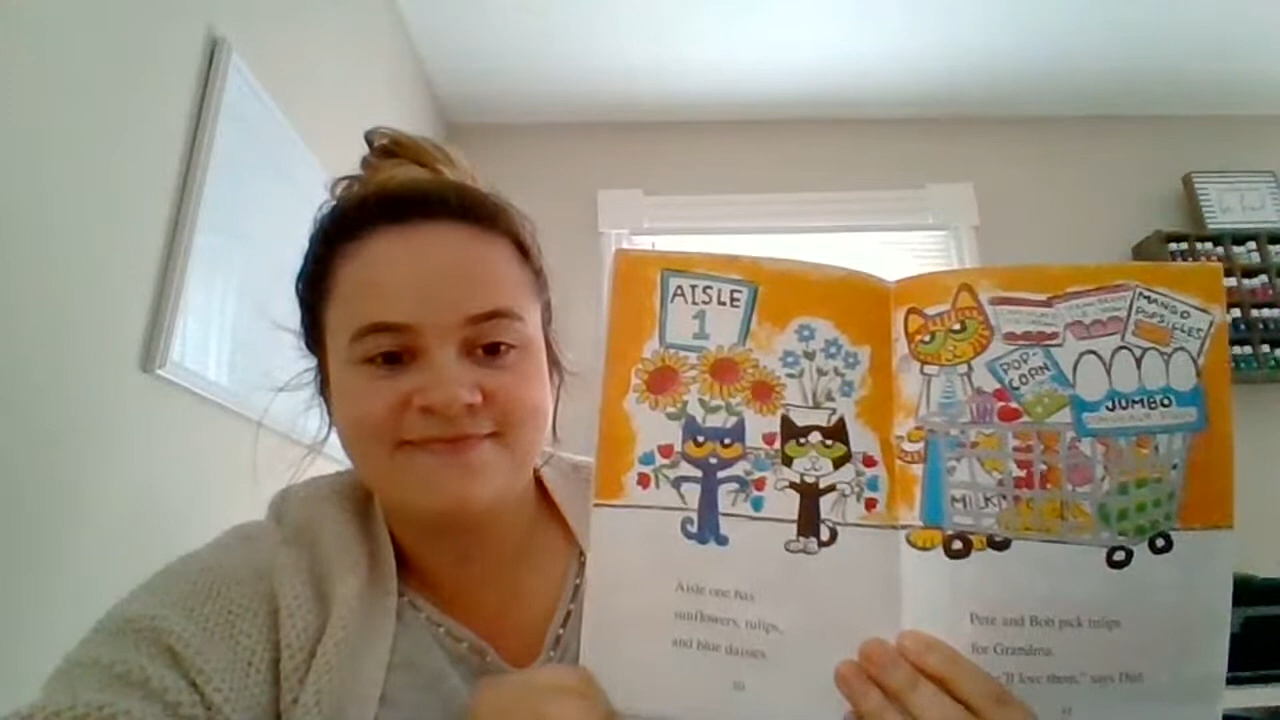 AISLE
1
MANGO
POPSICLES
POP-
CORN
JUMBO
MILK
Aisle one has
sunflowers, tulips,
and blue daisies.
10
Pete and Bob pick tulips
for Grandma.
"ll love them," says Dad.
11